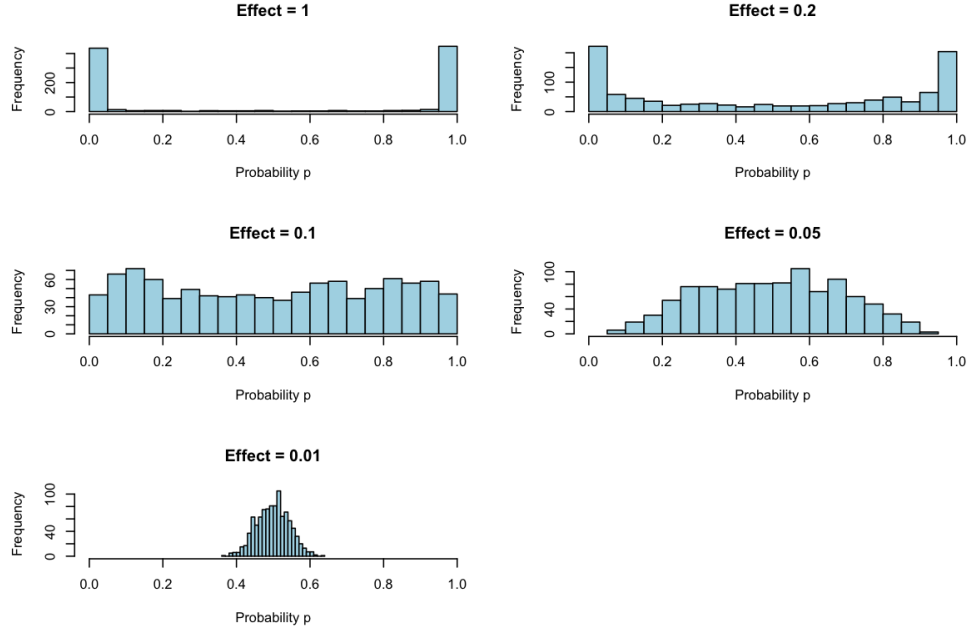 Effect = 1
Frequency
0 200
0.0 0.2 0.4 0.6 0.8 1.0
Probability p
Effect = 0.2
Frequency
0 100
0.0 0.2 0.4 0.6 0.8 1.0
Probability p
Effect = 0.1
Frequency
0 30 60
0.0 0.2 0.4 0.6 0.8 1.0
Probability p
Effect = 0.05
Frequency
0 40 100
0.0 0.2 0.4 0.6 0.8 1.0
Probability p
Effect = 0.01
Frequency
0 40 100
0.0 0.2 0.4 0.6 0.8 1.0
Probability p